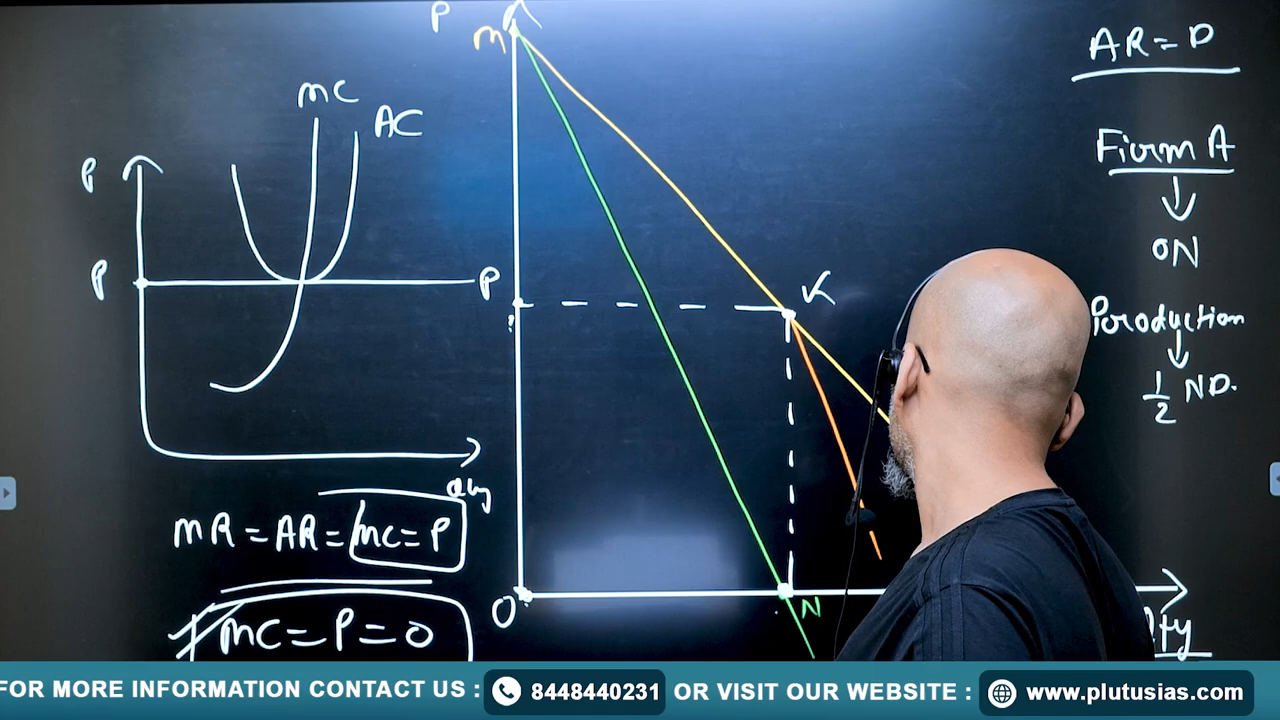 P
M
AR = D
MC
AC
Firm A
P
ON
P
P
K
Production
1/2 ND.
Qty
MR = AR = MC = P
O
N
MC = P = O
FOR MORE INFORMATION CONTACT US : 8448440231 OR VISIT OUR WEBSITE : www.plutusias.com